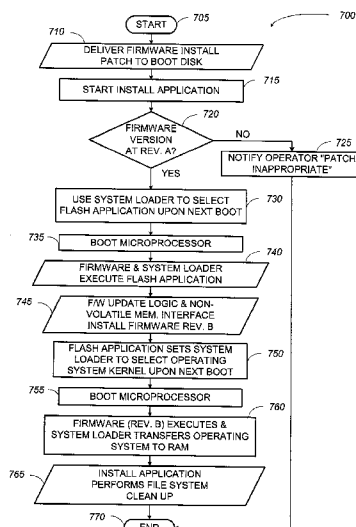 700
START
705
710
DELIVER FIRMWARE INSTALL
PATCH TO BOOT DISK
715
START INSTALL APPLICATION
720
FIRMWARE
VERSION
AT REV. A?
NO
725
NOTIFY OPERATOR "PATCH
INAPPROPRIATE"
YES
730
USE SYSTEM LOADER TO SELECT
FLASH APPLICATION UPON NEXT BOOT
735
BOOT MICROPROCESSOR
740
FIRMWARE & SYSTEM LOADER
EXECUTE FLASH APPLICATION
745
F/W UPDATE LOGIC & NON-
VOLATILE MEM. INTERFACE
INSTALL FIRMWARE REV. B
FLASH APPLICATION SETS SYSTEM
LOADER TO SELECT OPERATING
SYSTEM KERNEL UPON NEXT BOOT
750
755
BOOT MICROPROCESSOR
760
FIRMWARE (REV. B) EXECUTES &
SYSTEM LOADER TRANSFERS OPERATING
SYSTEM TO RAM
765
INSTALL APPLICATION
PERFORMS FILE SYSTEM
CLEAN UP
770
END